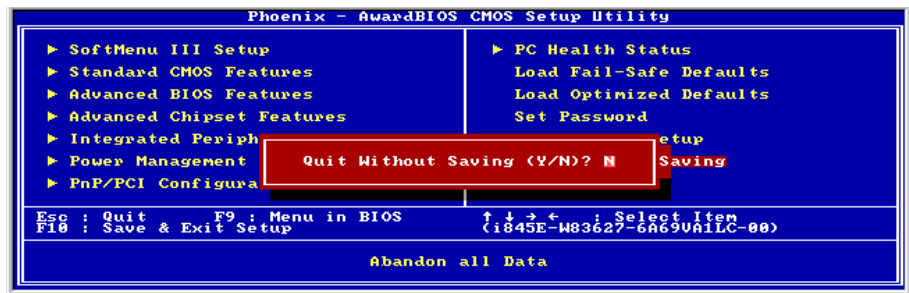 Phoenix - AwardBIOS CMOS Setup Utility
► SoftMenu III Setup
► Standard CMOS Features
► Advanced BIOS Features
► Advanced Chipset Features
► Integrated Periph
► Power Management
► PnP/PCI Configura
► PC Health Status
Load Fail-Safe Defaults
Load Optimized Defaults
Set Password
etup
Saving
Quit Without Saving (Y/N)? N
Esc : Quit F9 : Menu in BIOS ↑ ↓ → ← : Select Item
F10 : Save & Exit Setup (i845E-W83627-6A69VA1LC-00)
Abandon all Data